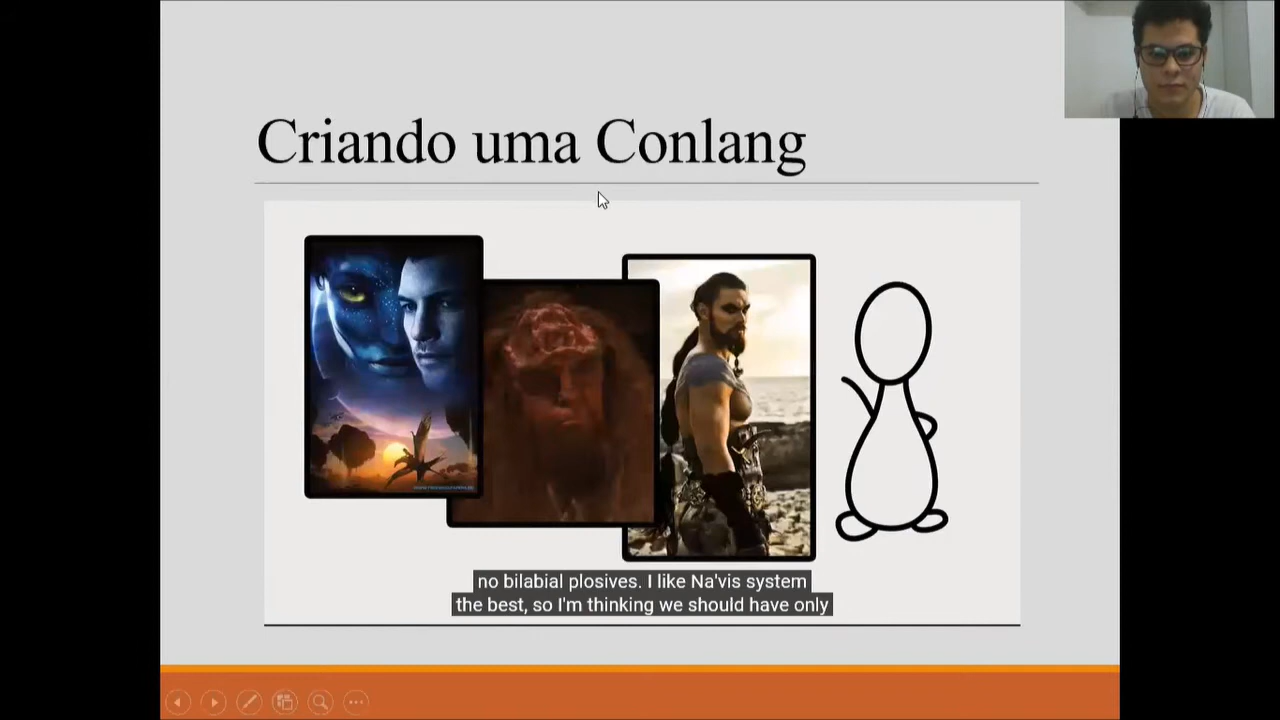 Criando uma Conlang
no bilabial plosives. I like Na'vis system
the best, so I'm thinking we should have only